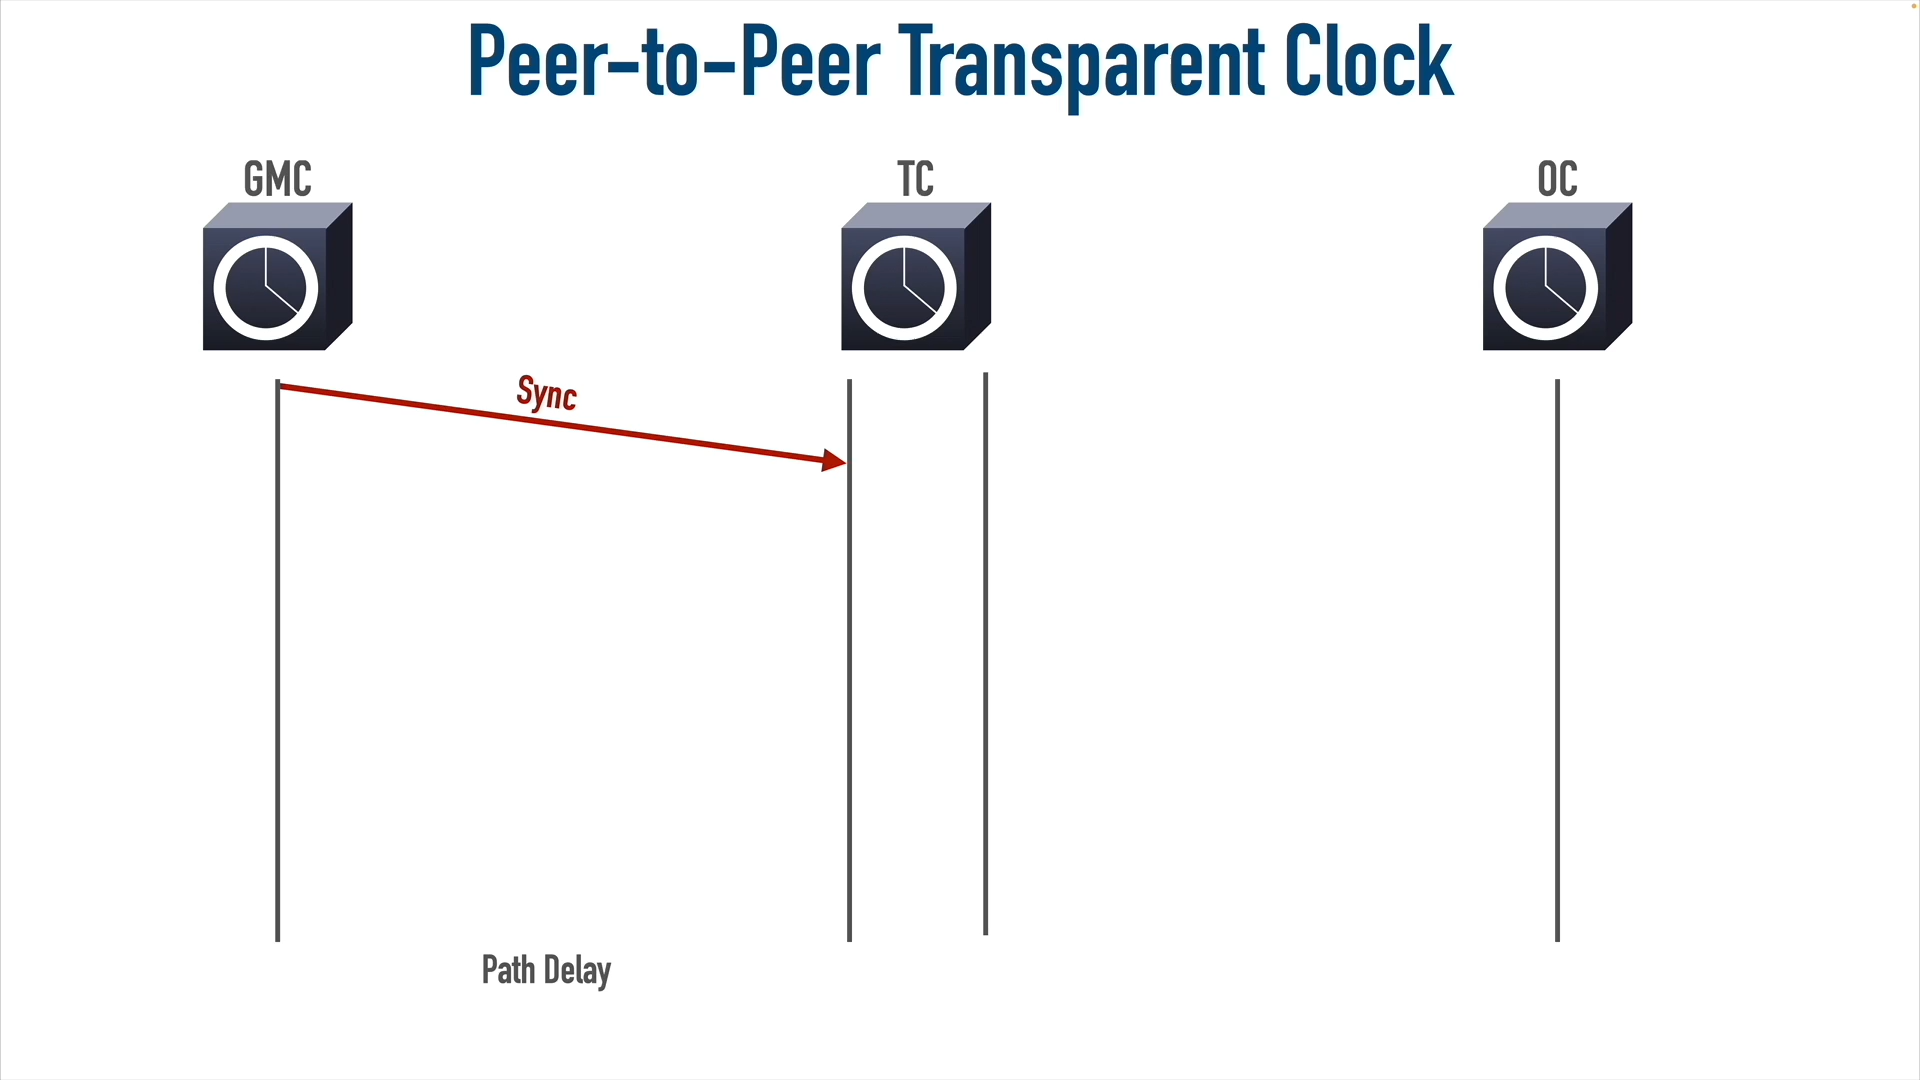 Peer-to-Peer Transparent Clock
GMC
TC
OC
Sync
Path Delay